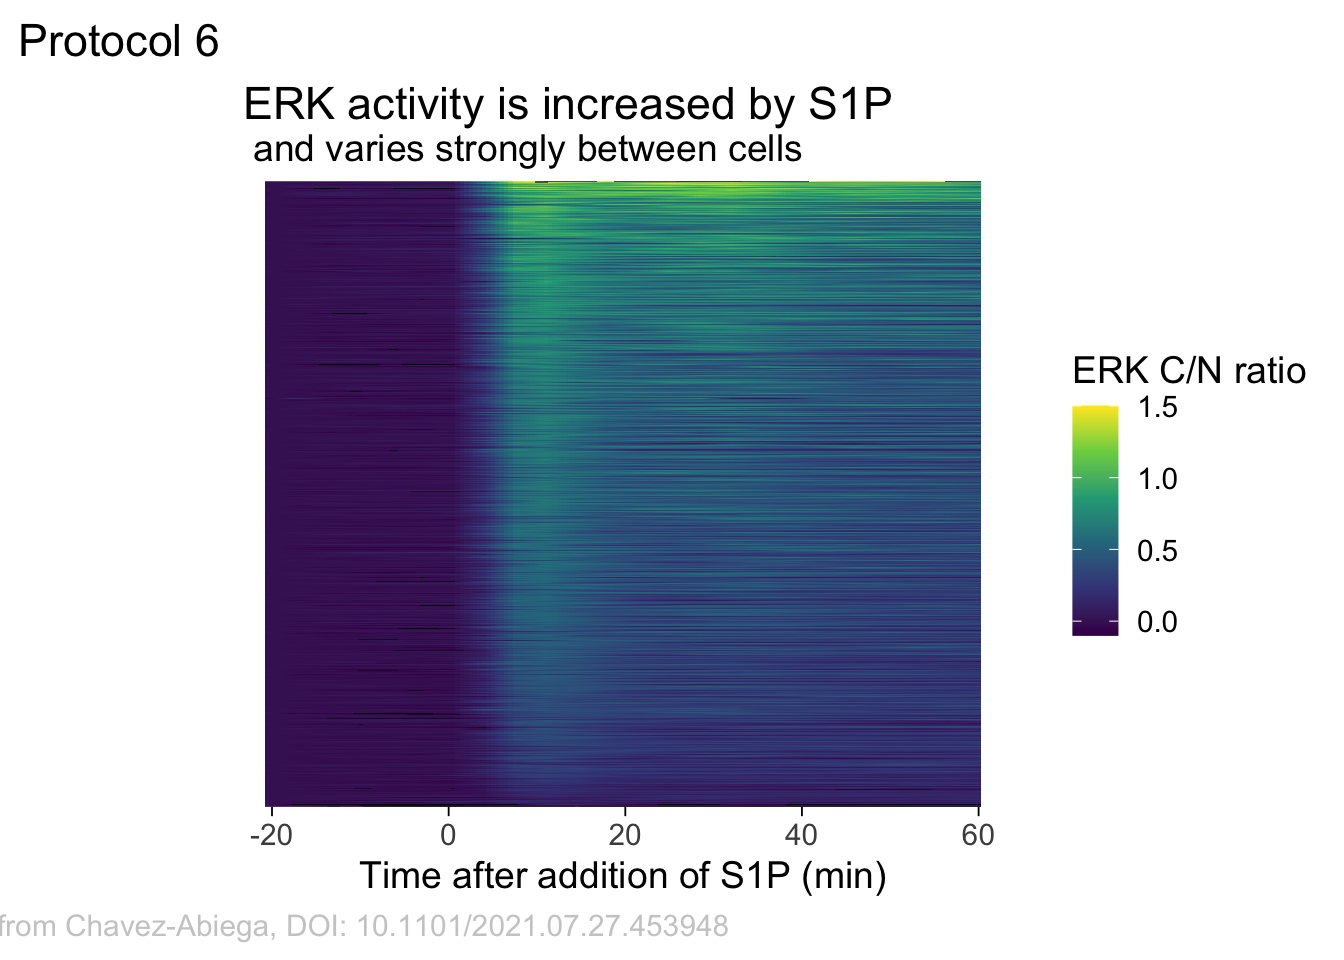 Protocol 6
ERK activity is increased by S1P
and varies strongly between cells
ERK C/N ratio
1.5
1.0
0.5
0.0
-20 0 20 40 60
Time after addition of S1P (min)
from Chavez-Abiega, DOI: 10.1101/2021.07.27.453948